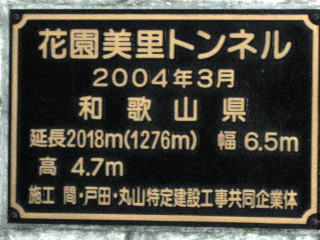 花園美里トンネル
2004年3月
和歌山県
延長2018m(1276m) 幅 6.5m
高 4.7m
施工 間・戸田・丸山特定建設工事共同企業体